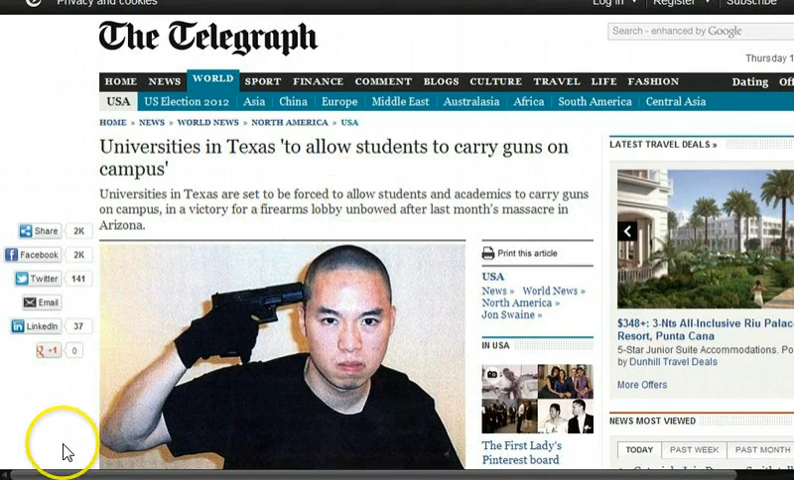 Privacy and cookies
Log in Register Subscribe
The Telegraph
Search - enhanced by Google
Thursday 1
HOME NEWS WORLD SPORT FINANCE COMMENT BLOGS CULTURE TRAVEL LIFE FASHION Dating Off
USA US Election 2012 Asia China Europe Middle East Australasia Africa South America Central Asia
HOME » NEWS » WORLD NEWS » NORTH AMERICA » USA
Universities in Texas 'to allow students to carry guns on
campus'
Universities in Texas are set to be forced to allow students and academics to carry guns
on campus, in a victory for a firearms lobby unbowed after last month's massacre in
Arizona.
Share 2K
Facebook 2K
Twitter 141
Email
LinkedIn 37
+1 0
Print this article
USA
News » World News »
North America »
Jon Swaine »
IN USA
The First Lady's
Pinterest board
LATEST TRAVEL DEALS »
$348+: 3-Nts All-Inclusive Riu Palac
Resort, Punta Cana
5-Star Junior Suite Accommodations. Po
by Dunhill Travel Deals
More Offers
NEWS MOST VIEWED
TODAY PAST WEEK PAST MONTH